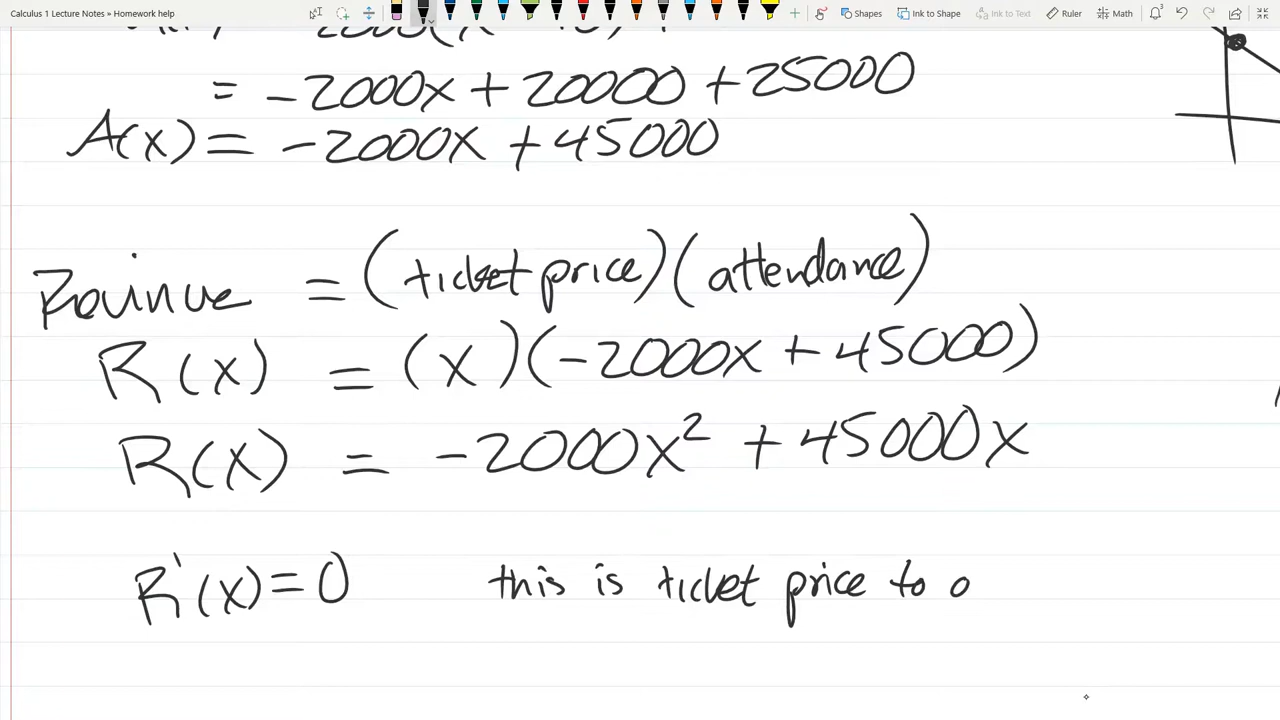 Calculus 1 Lecture Notes » Homework help
Shapes Ink to Shape Ink to Text Ruler Math
= -2000x + 20000 + 25000
A(x) = -2000x + 45000
Revinue = (ticket price)(attendance)
R(x) = (x)(-2000x + 45000)
R(x) = -2000x² + 45000x
R'(x) = 0 this is ticket price to o